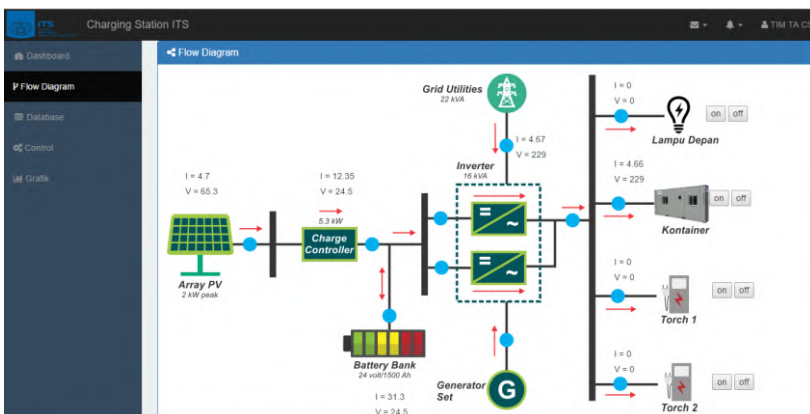 ITS
Charging Station ITS
TIM TA CS
Dashboard
Flow Diagram
Database
Control
Grafik
Flow Diagram
Grid Utilities
22 kVA
I = 4.67
V = 229
Inverter
16 kVA
=
~
=
~
I = 4.7
V = 65.3
Array PV
2 kW peak
I = 12.35
V = 24.5
5.3 kW
Charge
Controller
Battery Bank
24 volt/1500 Ah
I = 31.3
V = 24.5
Generator
Set
G
I = 0
V = 0
Lampu Depan
on off
I = 4.66
V = 229
Kontainer
on off
I = 0
V = 0
Torch 1
on off
I = 0
V = 0
Torch 2
on off